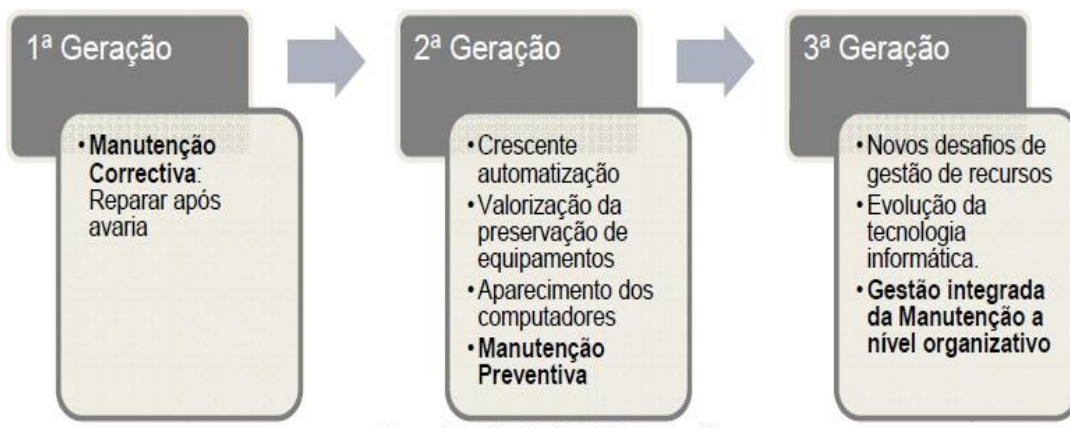 1ª Geração
• Manutenção
Correctiva:
Reparar após
avaria
2ª Geração
• Crescente
automatização
• Valorização da
preservação de
equipamentos
• Aparecimento dos
computadores
• Manutenção
Preventiva
3ª Geração
• Novos desafios de
gestão de recursos
• Evolução da
tecnologia
informática.
• Gestão integrada
da Manutenção a
nível organizativo